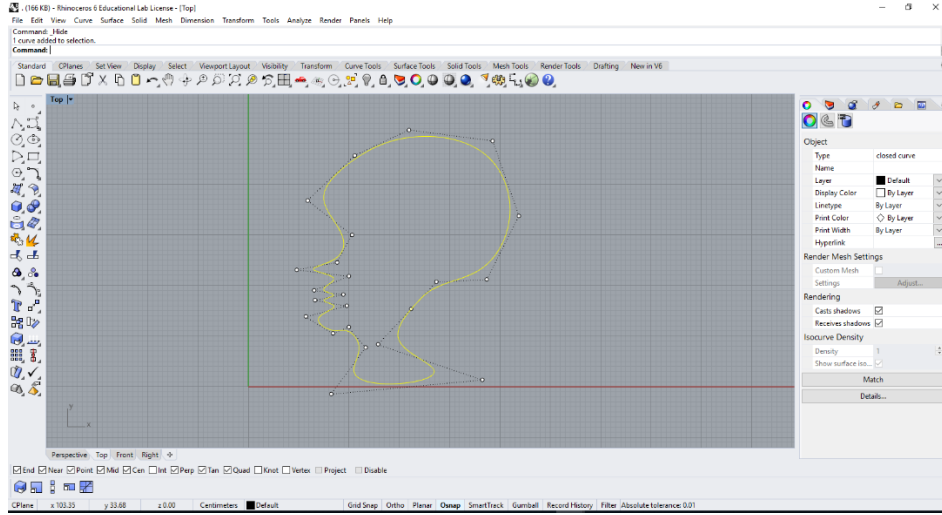 . (166 KB) - Rhinoceros 6 Educational Lab License - [Top]
File Edit View Curve Surface Solid Mesh Dimension Transform Tools Analyze Render Panels Help
Command: _Hide
1 curve added to selection.
Command:
Standard CPlanes Set View Display Select Viewport Layout Visibility Transform Curve Tools Surface Tools Solid Tools Mesh Tools Render Tools Drafting New in V6
Top
Object
Type closed curve
Name
Layer Default
Display Color By Layer
Linetype By Layer
Print Color By Layer
Print Width By Layer
Hyperlink ...
Render Mesh Settings
Custom Mesh
Settings Adjust...
Rendering
Casts shadows
Receives shadows
Isocurve Density
Density 1
Show surface iso...
Match
Details...
y
x
Perspective Top Front Right
End Near Point Mid Cen Int Perp Tan Quad Knot Vertex Project Disable
CPlane x 103.35 y 33.68 z 0.00 Centimeters Default Grid Snap Ortho Planar Osnap SmartTrack Gumball Record History Filter Absolute tolerance: 0.01